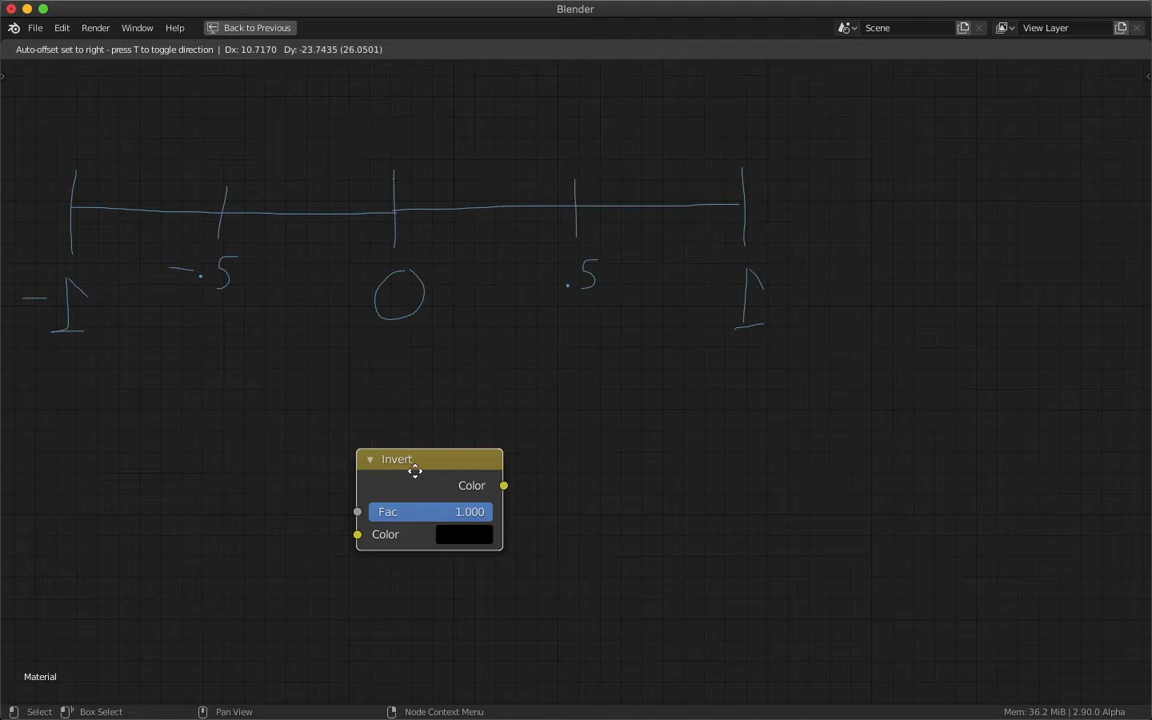 Blender
File Edit Render Window Help Back to Previous Scene View Layer
Auto-offset set to right - press T to toggle direction | Dx: 10.7170 Dy: -23.7435 (26.0501)
-1 -.5 0 .5 1
Invert
Color
Fac 1.000
Color
Material
Select Box Select Pan View Node Context Menu Mem: 36.2 MiB | 2.90.0 Alpha